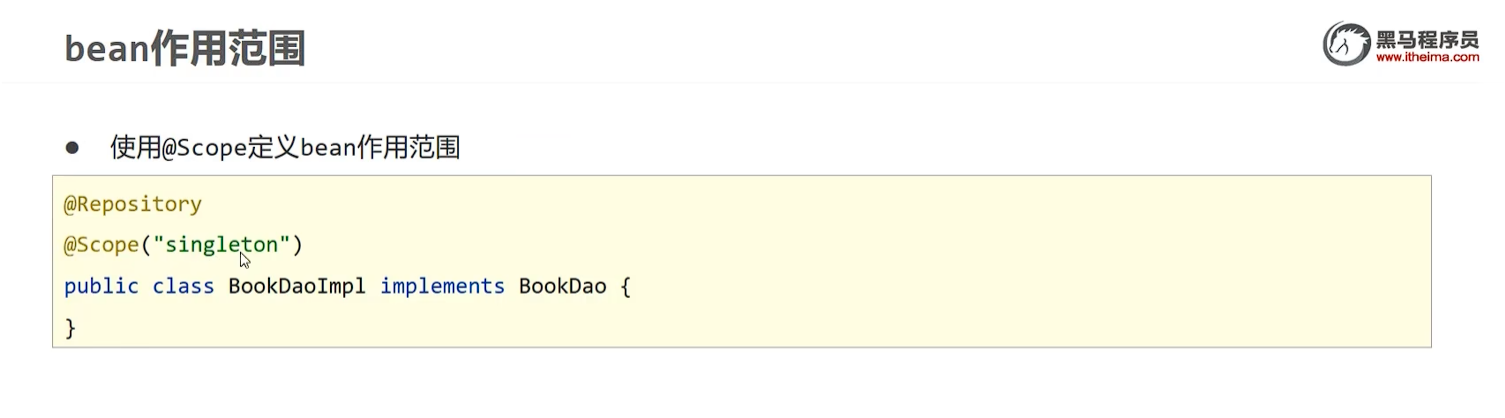 bean作用范围
黑马程序员
www.itheima.com
● 使用@Scope定义bean作用范围
@Repository
@Scope("singleton")
public class BookDaoImpl implements BookDao {
}